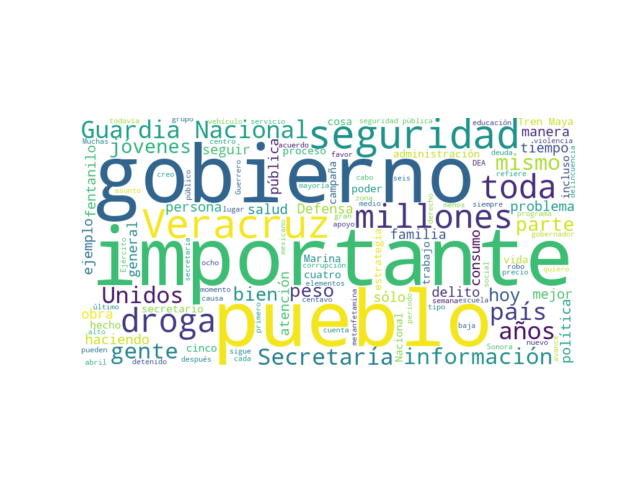 todavía grupo vehículo servicio cosa seguridad pública educación Tren Maya
Muchas Guardia Nacional centro acuerdo favor seguridad manera violencia
jóvenes seguir proceso administración tiempo deuda
fentanilo gobierno pública campaña mismo incluso delincuencia
creo mayoría cabo seis DEA refiere gobernador
público Guerrero persona lugar salud Defensa poder zona millones derecho menos siempre toda problema
asunto Veracruz gran apoyo medio familia parte programa
ejemplo Ejército general secretaria importante
mexicano Marina corrupción cuatro elementos estrategia trabajo consumo social vida robo quiero
ocho
Unidos momento causa bien peso centavo sólo delito semana escuela hoy mejor
obra último secretario droga primero pueblo atención metanfetamina periodo tipo país política
hecho alto haciendo cinco cuenta Nacional baja nuevo años avance
pueden gente sigue Secretaría información Sonora
abril detenido después cada